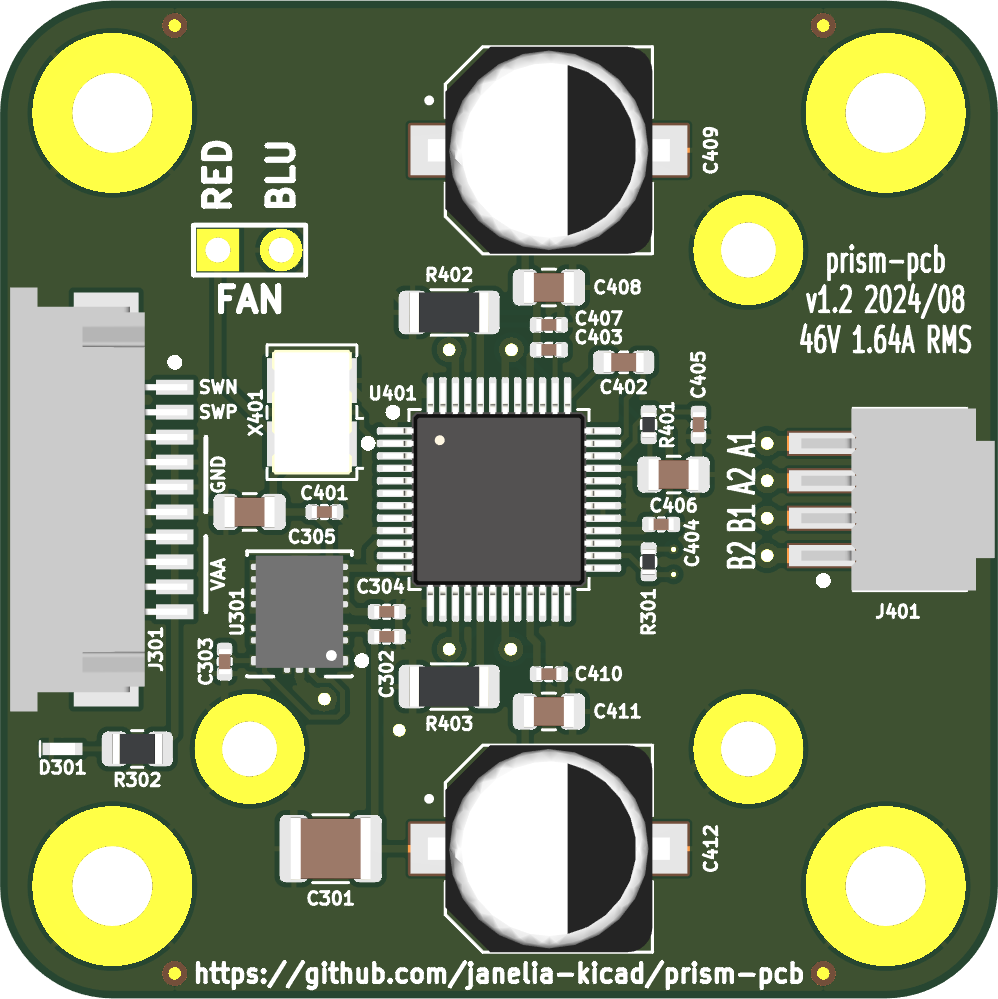 RED
BLU
C409
FAN
R402
C408
prism-pcb
v1.2 2024/08
46V 1.64A RMS
C407
C403
C402
C405
U401
X401
L
SWN
SWP
R401
GND
A1
A2
B1
B2
C401
C406
C305
C404
VAA
C304
U301
R301
J401
J301
C303
C302
C410
C411
R403
D301
R302
C412
C301
https://github.com/janelia-kicad/prism-pcb